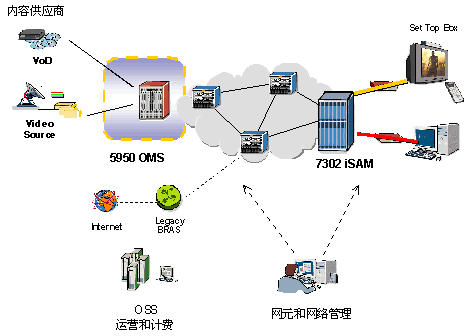 内容供应商
VoD
Set Top Box
Video
Source
5950 OMS
7302 iSAM
Internet
Legacy
BRAS
OSS
运营和计费
网元和网络管理